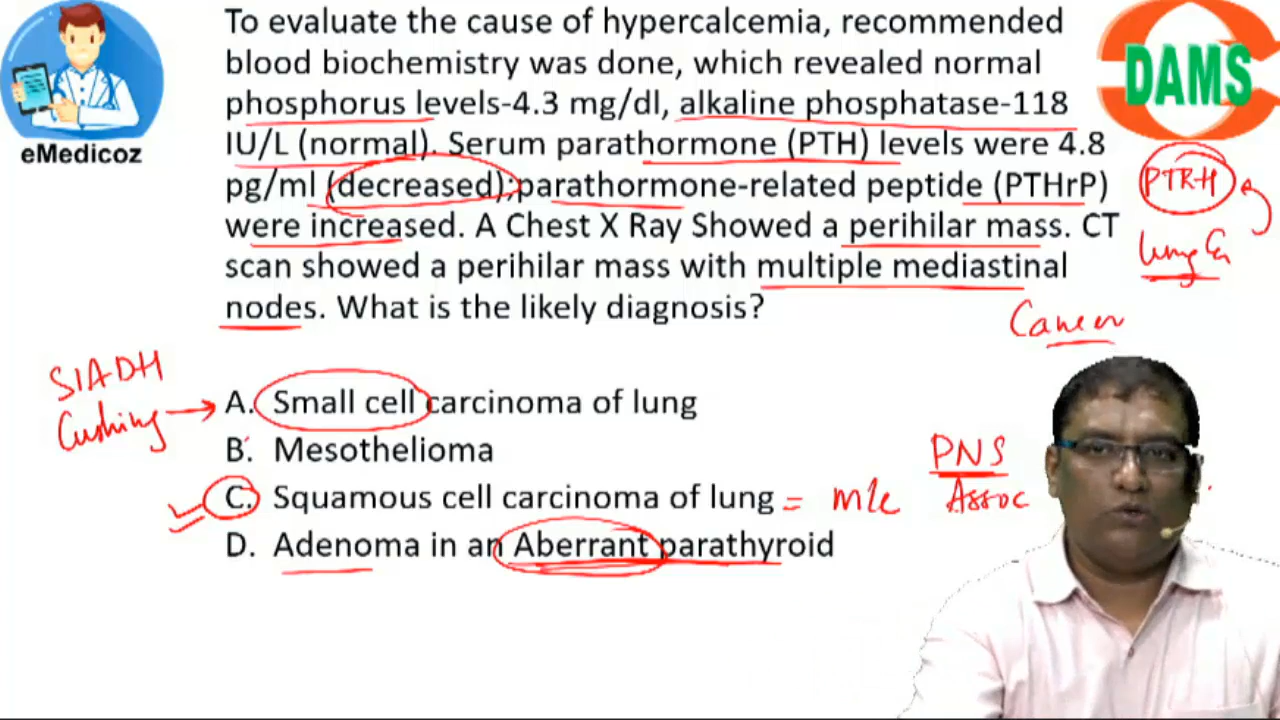 To evaluate the cause of hypercalcemia, recommended
blood biochemistry was done, which revealed normal
phosphorus levels-4.3 mg/dl, alkaline phosphatase-118
IU/L (normal). Serum parathormone (PTH) levels were 4.8
pg/ml (decreased),parathormone-related peptide (PTHrP)
were increased. A Chest X Ray Showed a perihilar mass. CT
scan showed a perihilar mass with multiple mediastinal
nodes. What is the likely diagnosis?
eMedicoz
DAMS
PTRH
lung Ca
Cancer
SIADH
Cushing
A. Small cell carcinoma of lung
B. Mesothelioma
C. Squamous cell carcinoma of lung = m/c
PNS
Assoc
D. Adenoma in an Aberrant parathyroid